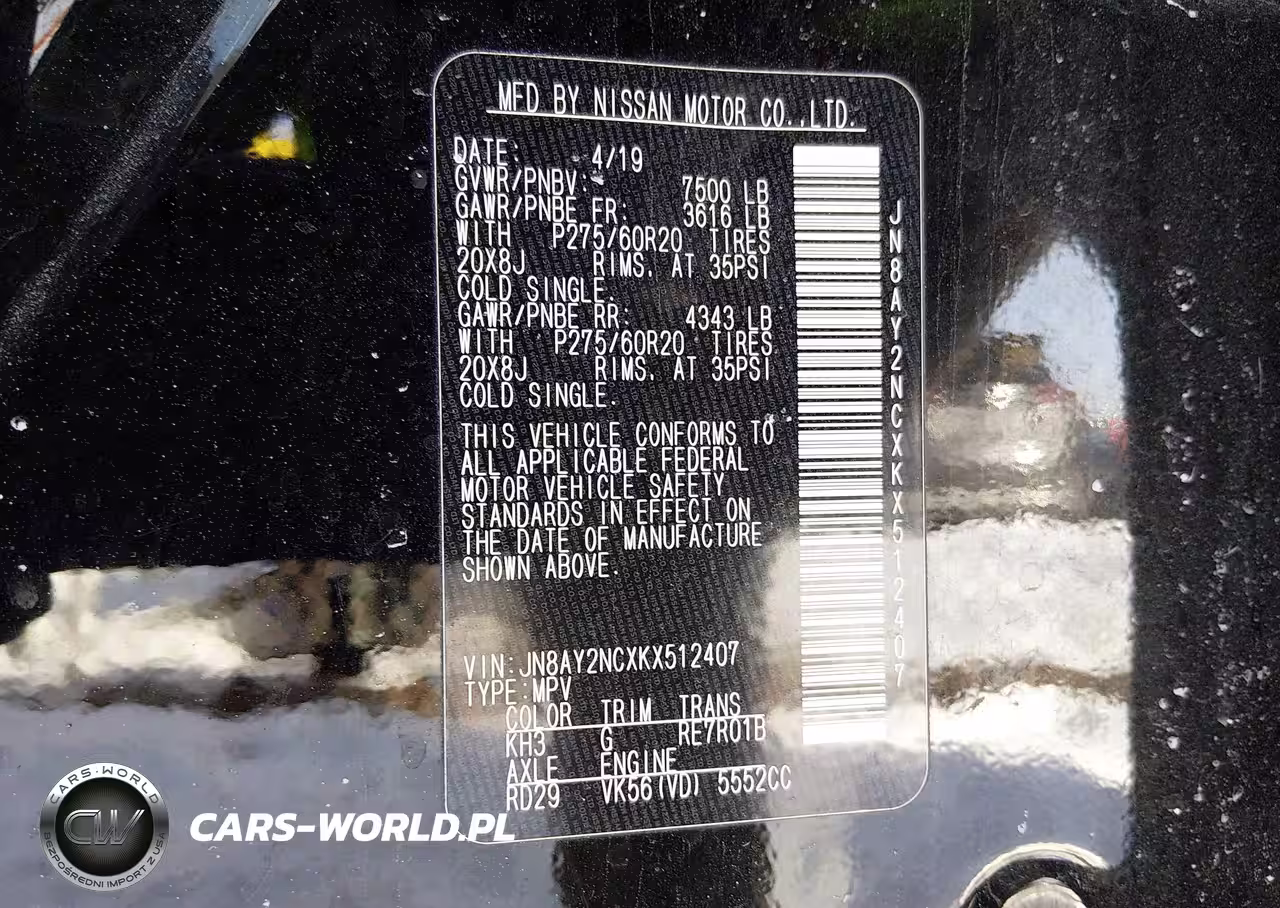 MFD BY NISSAN MOTOR CO.,LTD.
DATE: 4/19
GVWR/PNBV: 7500 LB
GAWR/PNBE FR: 3616 LB
WITH P275/60R20 TIRES
20X8J RIMS. AT 35PSI
COLD SINGLE.
GAWR/PNBE RR: 4343 LB
WITH P275/60R20 TIRES
20X8J RIMS. AT 35PSI
COLD SINGLE.
THIS VEHICLE CONFORMS TO
ALL APPLICABLE FEDERAL
MOTOR VEHICLE SAFETY
STANDARDS IN EFFECT ON
THE DATE OF MANUFACTURE
SHOWN ABOVE.
VIN:JN8AY2NCXKX512407
TYPE:MPV
COLOR TRIM TRANS
KH3 G RE7R01B
AXLE ENGINE
RD29 VK56(VD) 5552CC
JN8AY2NCXKX512407
CARS-WORLD
CW
BEZPOŚREDNI IMPORT Z USA
CARS-WORLD.PL